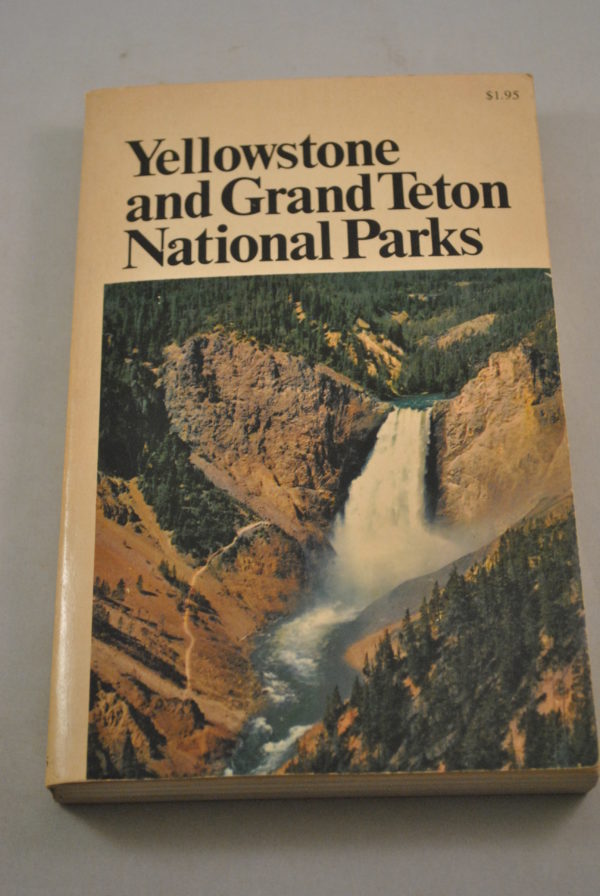 $1.95
Yellowstone
and Grand Teton
National Parks